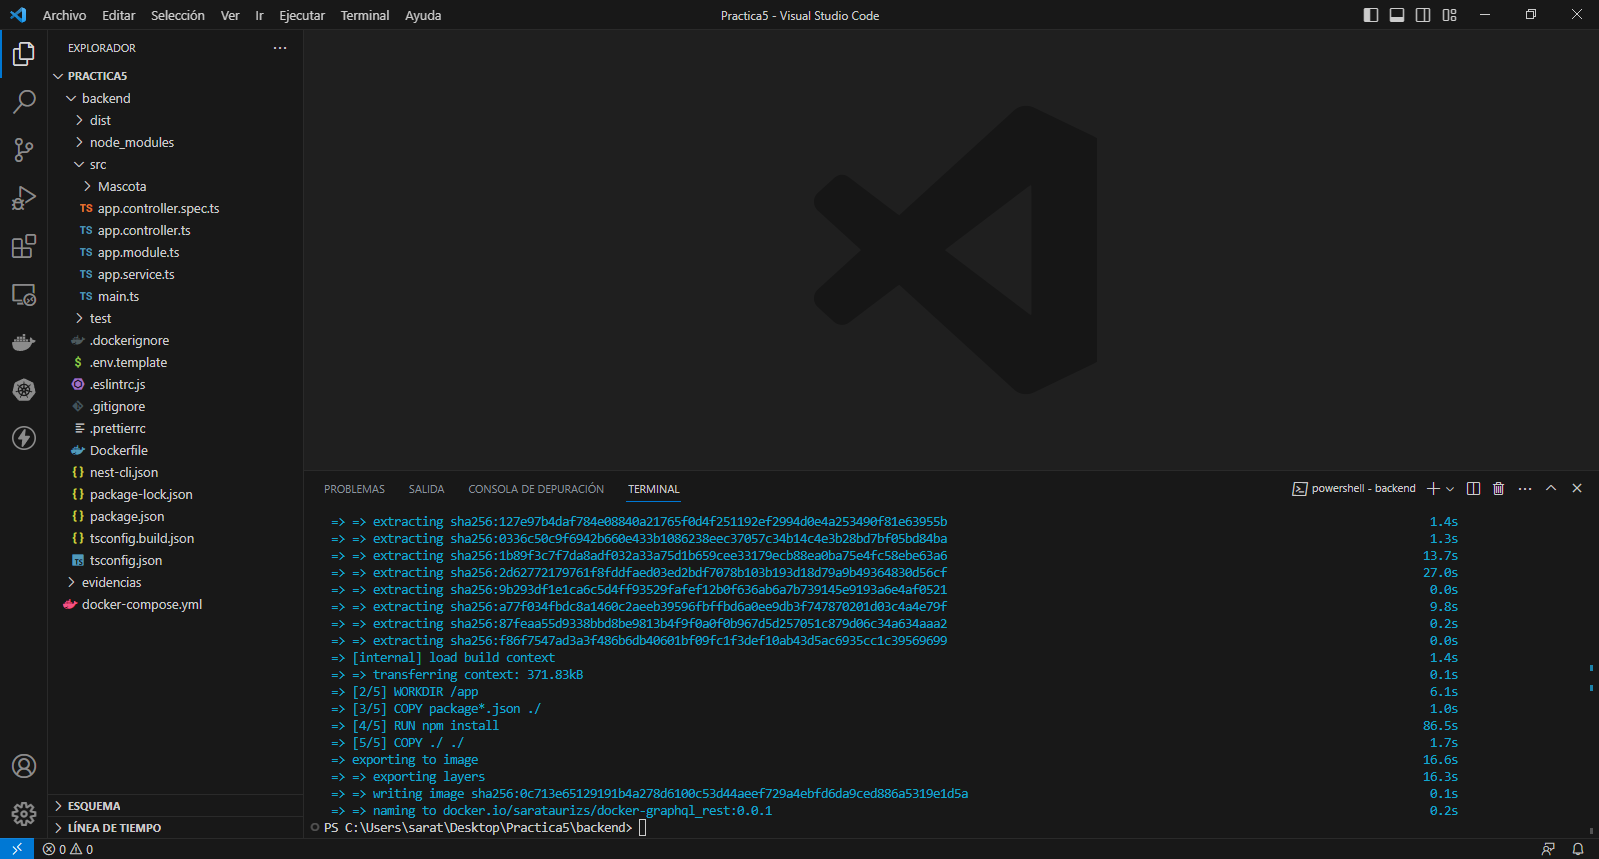 Archivo Editar Selección Ver Ir Ejecutar Terminal Ayuda
Practica5 - Visual Studio Code
EXPLORADOR
PRACTICA5
backend
dist
node_modules
src
Mascota
TS app.controller.spec.ts
TS app.controller.ts
TS app.module.ts
TS app.service.ts
TS main.ts
test
.dockerignore
$ .env.template
.eslintrc.js
.gitignore
.prettierrc
Dockerfile
{} nest-cli.json
{} package-lock.json
{} package.json
{} tsconfig.build.json
TS tsconfig.json
evidencias
docker-compose.yml
ESQUEMA
LÍNEA DE TIEMPO
PROBLEMAS SALIDA CONSOLA DE DEPURACIÓN TERMINAL
powershell - backend
=> => extracting sha256:127e97b4daf784e08840a21765f0d4f251192ef2994d0e4a253490f81e63955b 1.4s
=> => extracting sha256:0336c50c9f6942b660e433b1086238eec37057c34b14c4e3b28bd7bf05bd84ba 1.3s
=> => extracting sha256:1b89f3c7f7da8adf032a33a75d1b659cee33179ecb88ea0ba75e4fc58ebe63a6 13.7s
=> => extracting sha256:2d62772179761f8fddfaed03ed2bdf7078b103b193d18d79a9b49364830d56cf 27.0s
=> => extracting sha256:9b293df1e1ca6c5d4ff93529fafef12b0f636ab6a7b739145e9193a6e4af0521 0.0s
=> => extracting sha256:a77f034fbdc8a1460c2aeeb39596fbffbd6a0ee9db3f747870201d03c4a4e79f 9.8s
=> => extracting sha256:87feaa55d9338bbd8be9813b4f9f0a0f0b967d5d257051c879d06c34a634aaa2 0.2s
=> => extracting sha256:f86f7547ad3a3f486b6db40601bf09fc1f3def10ab43d5ac6935cc1c39569699 0.0s
=> [internal] load build context 1.4s
=> => transferring context: 371.83kB 0.1s
=> [2/5] WORKDIR /app 6.1s
=> [3/5] COPY package*.json ./ 1.0s
=> [4/5] RUN npm install 86.5s
=> [5/5] COPY ./ ./ 1.7s
=> exporting to image 16.6s
=> => exporting layers 16.3s
=> => writing image sha256:0c713e65129191b4a278d6100c53d44aeef729a4ebfd6da9ced886a5319e1d5a 0.1s
=> => naming to docker.io/sarataurizs/docker-graphql_rest:0.0.1 0.2s
PS C:\Users\sarat\Desktop\Practica5\backend>
0 0